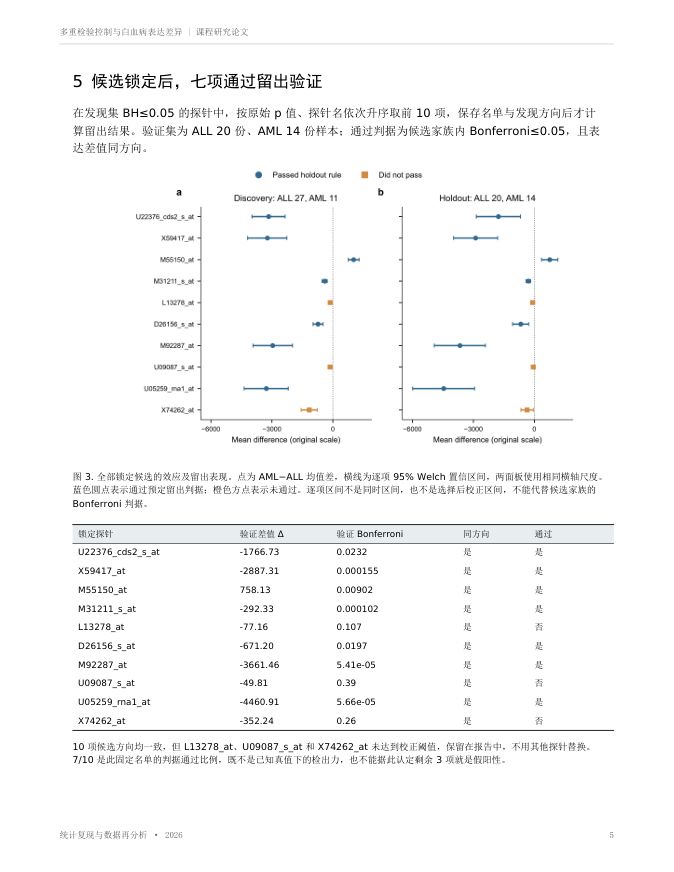 多重检验控制与白血病表达差异 | 课程研究论文
5 候选锁定后，七项通过留出验证
在发现集 BH≤0.05 的探针中，按原始 p 值、探针名依次升序取前 10 项，保存名单与发现方向后才计
算留出结果。验证集为 ALL 20 份、AML 14 份样本；通过判据为候选家族内 Bonferroni≤0.05，且表
达差值同方向。
Passed holdout rule Did not pass
a b
Discovery: ALL 27, AML 11 Holdout: ALL 20, AML 14
U22376_cds2_s_at
X59417_at
M55150_at
M31211_s_at
L13278_at
D26156_s_at
M92287_at
U09087_s_at
U05259_rna1_at
X74262_at
−6000 −3000 0 −6000 −3000 0
Mean difference (original scale) Mean difference (original scale)
图 3. 全部锁定候选的效应及留出表现。点为 AML−ALL 均值差，横线为逐项 95% Welch 置信区间，两面板使用相同横轴尺度。
蓝色圆点表示通过预定留出判据；橙色方点表示未通过。逐项区间不是同时区间，也不是选择后校正区间，不能代替候选家族的
Bonferroni 判据。
锁定探针 验证差值 Δ 验证 Bonferroni 同方向 通过
U22376_cds2_s_at -1766.73 0.0232 是 是
X59417_at -2887.31 0.000155 是 是
M55150_at 758.13 0.00902 是 是
M31211_s_at -292.33 0.000102 是 是
L13278_at -77.16 0.107 是 否
D26156_s_at -671.20 0.0197 是 是
M92287_at -3661.46 5.41e-05 是 是
U09087_s_at -49.81 0.39 是 否
U05259_rna1_at -4460.91 5.66e-05 是 是
X74262_at -352.24 0.26 是 否
10 项候选方向均一致，但 L13278_at、U09087_s_at 和 X74262_at 未达到校正阈值，保留在报告中，不用其他探针替换。
7/10 是此固定名单的判据通过比例，既不是已知真值下的检出力，也不能据此认定剩余 3 项就是假阳性。
统计复现与数据再分析 • 2026 5